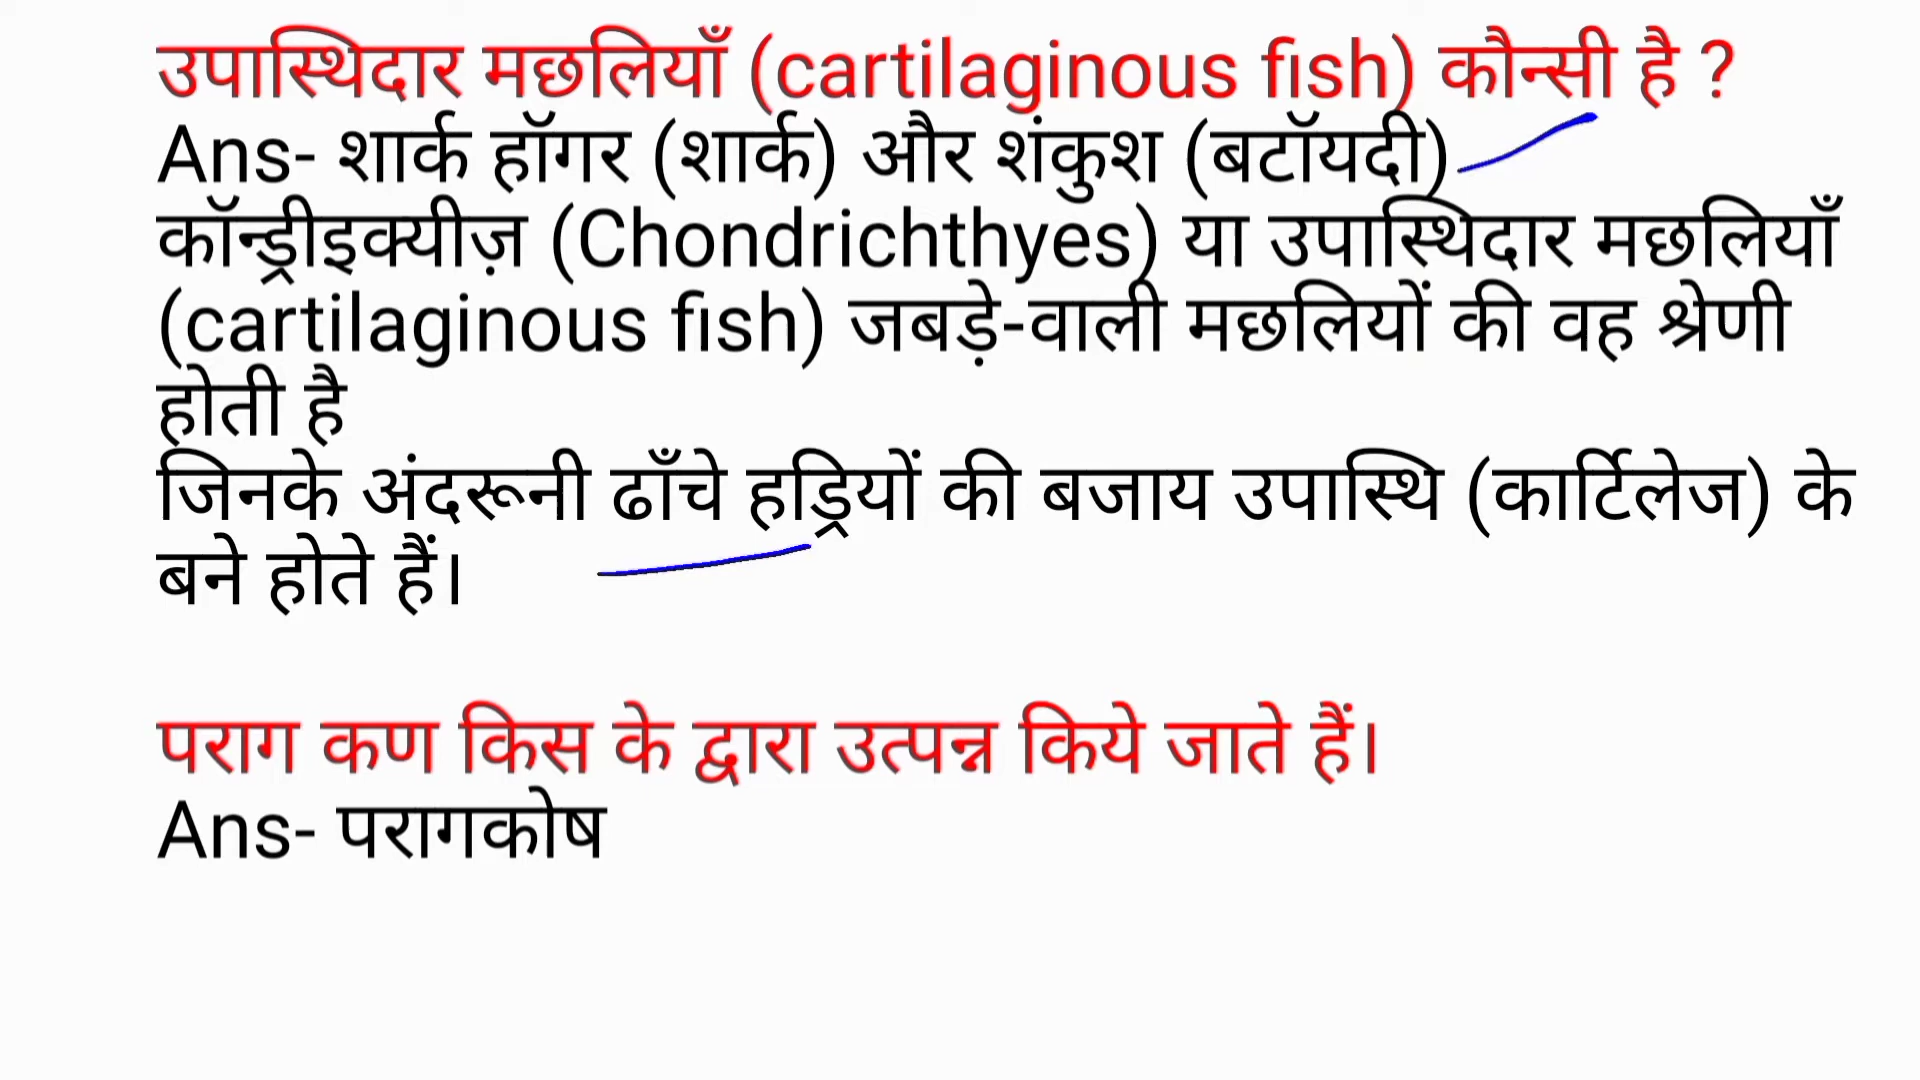 उपास्थिदार मछलियाँ (cartilaginous fish) कौन्सी है ?
Ans- शार्क हॉगर (शार्क) और शंकुश (बटॉयदी)
कॉन्ड्रीइक्यीज़ (Chondrichthyes) या उपास्थिदार मछलियाँ
(cartilaginous fish) जबड़े-वाली मछलियों की वह श्रेणी
होती है
जिनके अंदरूनी ढाँचे हड्रियों की बजाय उपास्थि (कार्टिलेज) के
बने होते हैं।
पराग कण किस के द्वारा उत्पन्न किये जाते हैं।
Ans- परागकोष